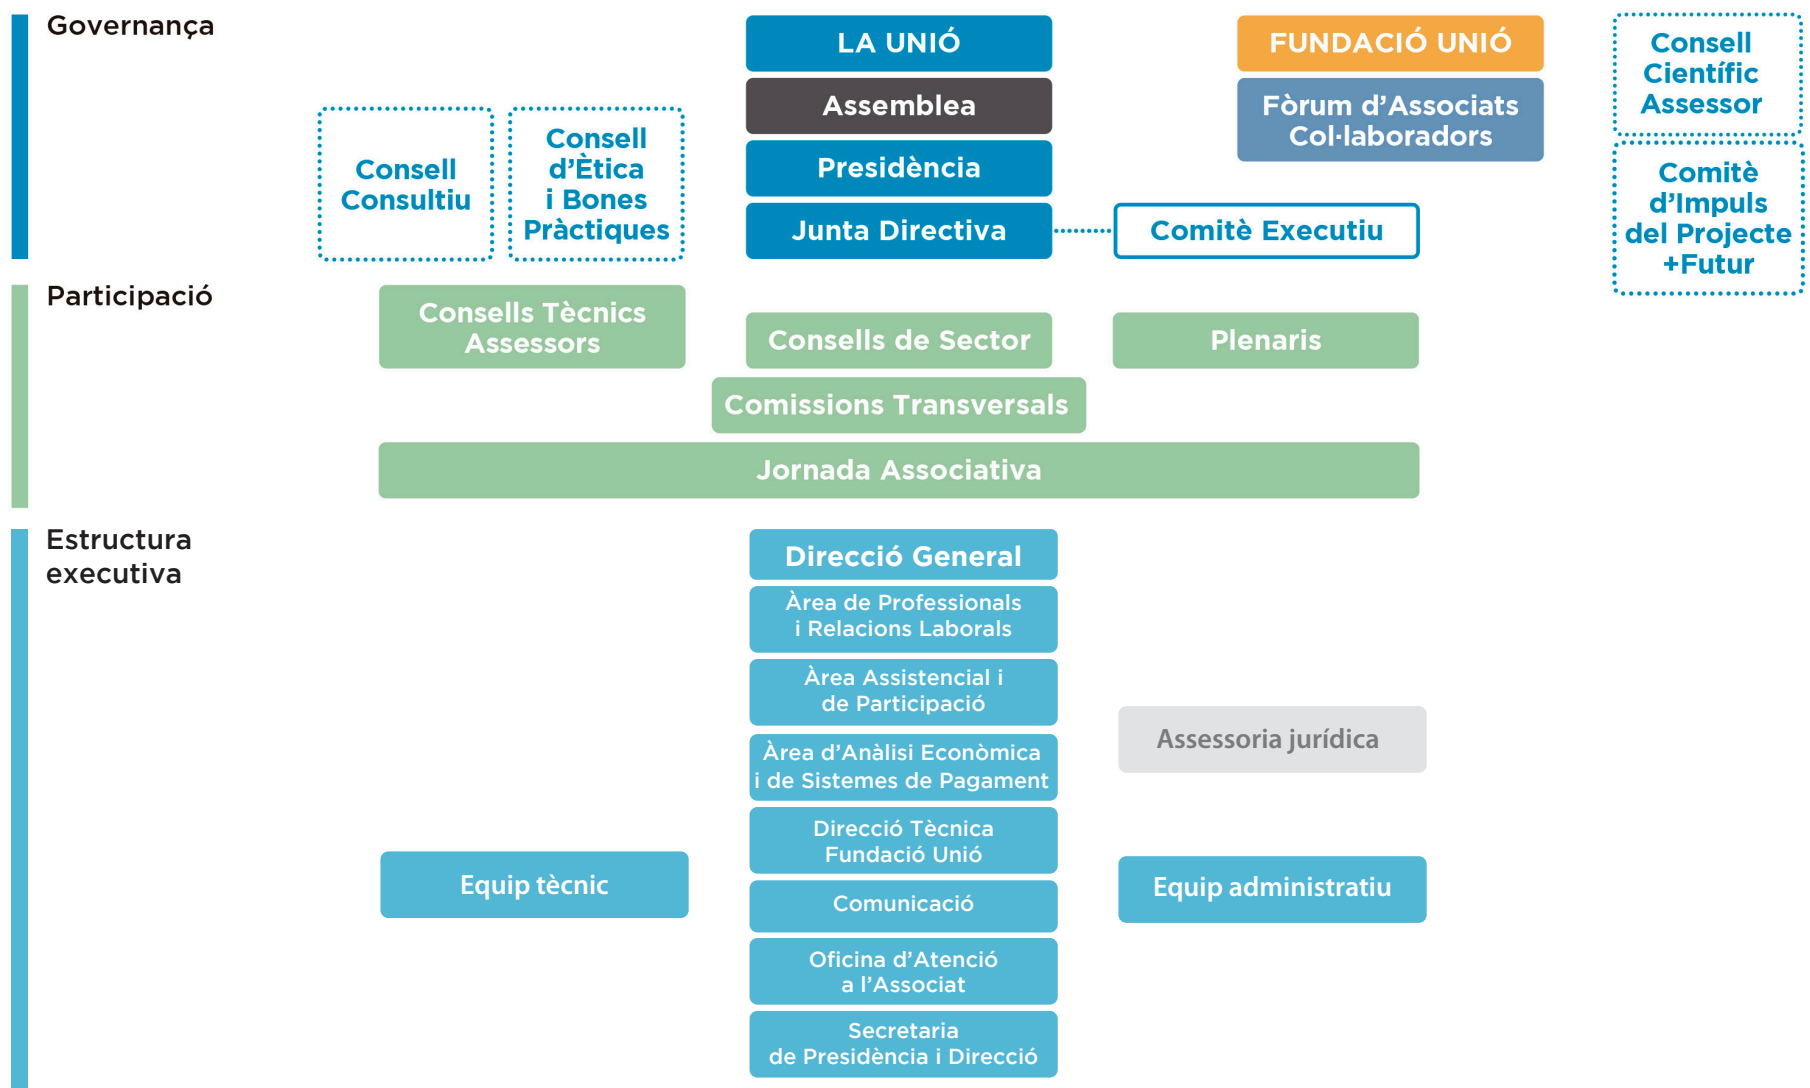 Governança
LA UNIÓ
Assemblea
Presidència
Junta Directiva
Comitè Executiu
FUNDACIÓ UNIÓ
Fòrum d’Associats
Col·laboradors
Consell
Científic
Assessor
Comitè
d’Impuls
del Projecte
+Futur
Consell
Consultiu
Consell
d’Ètica
i Bones
Pràctiques
Participació
Consells Tècnics
Assessors
Consells de Sector
Plenaris
Comissions Transversals
Jornada Associativa
Estructura
executiva
Direcció General
Àrea de Professionals
i Relacions Laborals
Àrea Assistencial i
de Participació
Àrea d’Anàlisi Econòmica
i de Sistemes de Pagament
Direcció Tècnica
Fundació Unió
Comunicació
Oficina d’Atenció
a l’Associat
Secretaria
de Presidència i Direcció
Assessoria jurídica
Equip tècnic
Equip administratiu